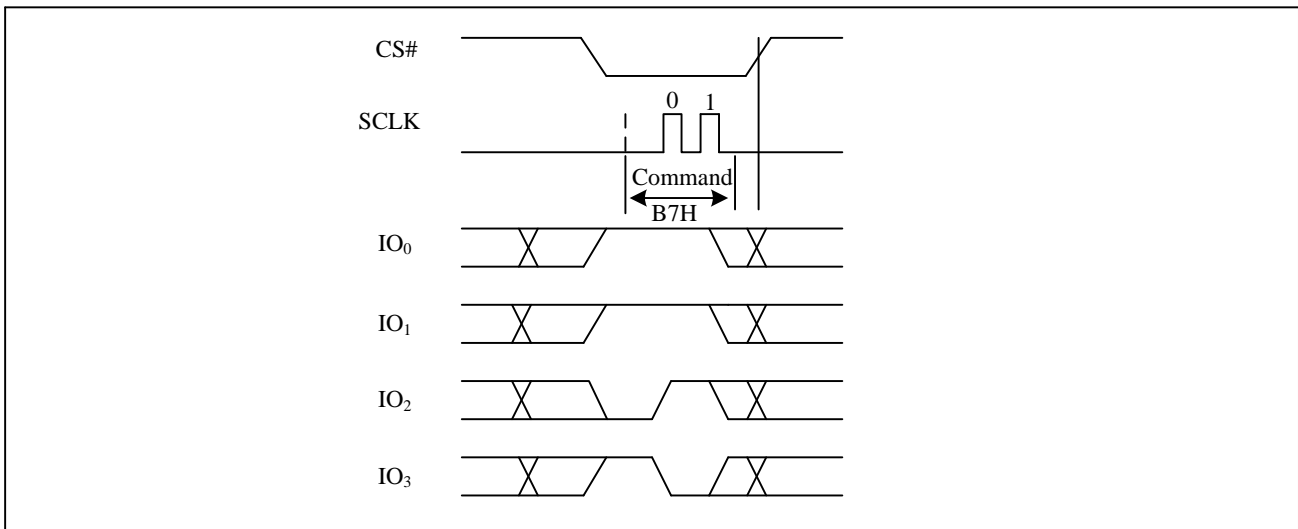 CS#
0 1
SCLK
Command
B7H
IO₀
IO₁
IO₂
IO₃